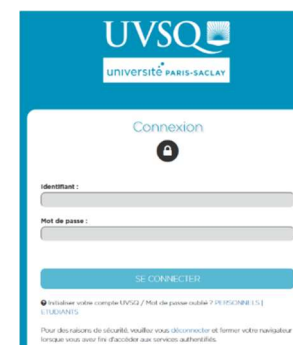 UVSQ
université PARIS-SACLAY
Connexion
Identifiant :
Mot de passe :
SE CONNECTER
Initialiser votre compte UVSQ / Mot de passe oublié ? PERSONNELS |
ETUDIANTS
Pour des raisons de sécurité, veuillez vous déconnecter et fermer votre navigateur
lorsque vous avez fini d'accéder aux services authentifiés.